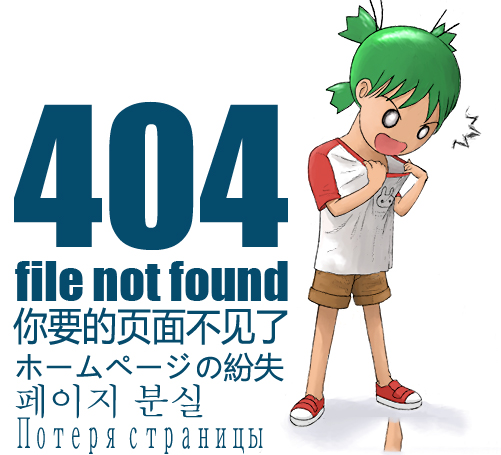 404
file not found
你要的页面不见了
ホームページの紛失
페이지 분실
Потеря страницы